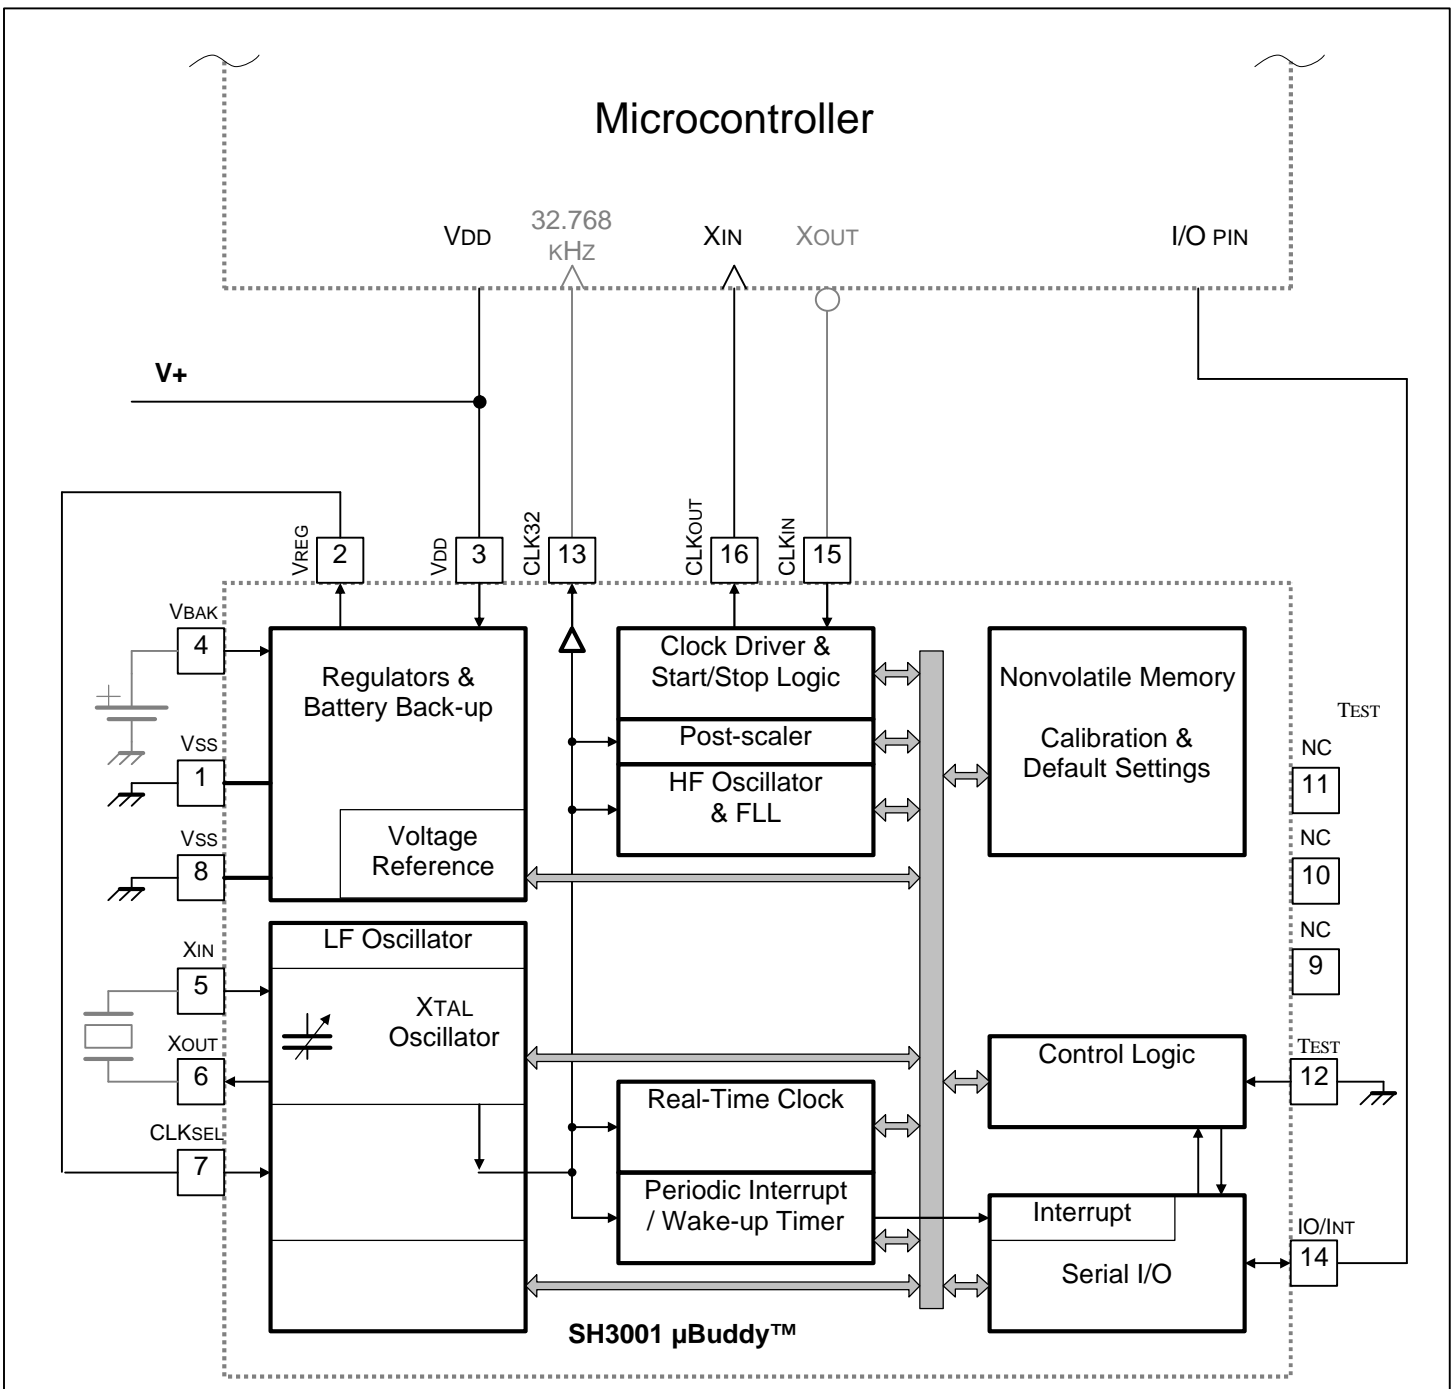 Microcontroller
VDD
32.768
KHZ
XIN
XOUT
I/O PIN
V+
VREG
2
VDD
3
CLK32
13
CLKOUT
16
CLKIN
15
VBAK
4
+
VSS
1
VSS
8
XIN
5
XOUT
6
CLKSEL
7
Regulators &
Battery Back-up
Voltage
Reference
LF Oscillator
XTAL
Oscillator
Clock Driver &
Start/Stop Logic
Post-scaler
HF Oscillator
& FLL
Real-Time Clock
Periodic Interrupt
/ Wake-up Timer
Nonvolatile Memory
Calibration &
Default Settings
Control Logic
Interrupt
Serial I/O
TEST
NC
11
NC
10
NC
9
TEST
12
IO/INT
14
SH3001 µBuddy™